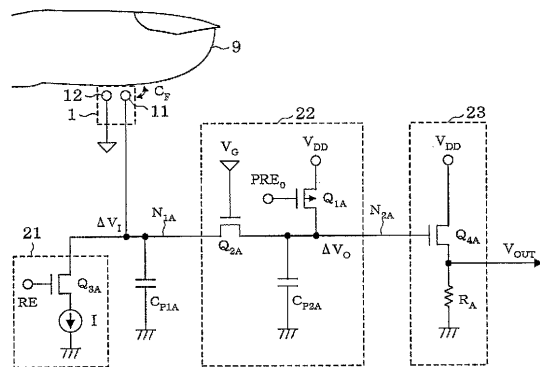 9
12
11
C_F
1
22
23
V_G
V_DD
V_DD
PRE_0
Q_1A
ΔV_I
N_1A
N_2A
Q_2A
ΔV_O
Q_4A
V_OUT
21
Q_3A
RE
I
C_P1A
C_P2A
R_A